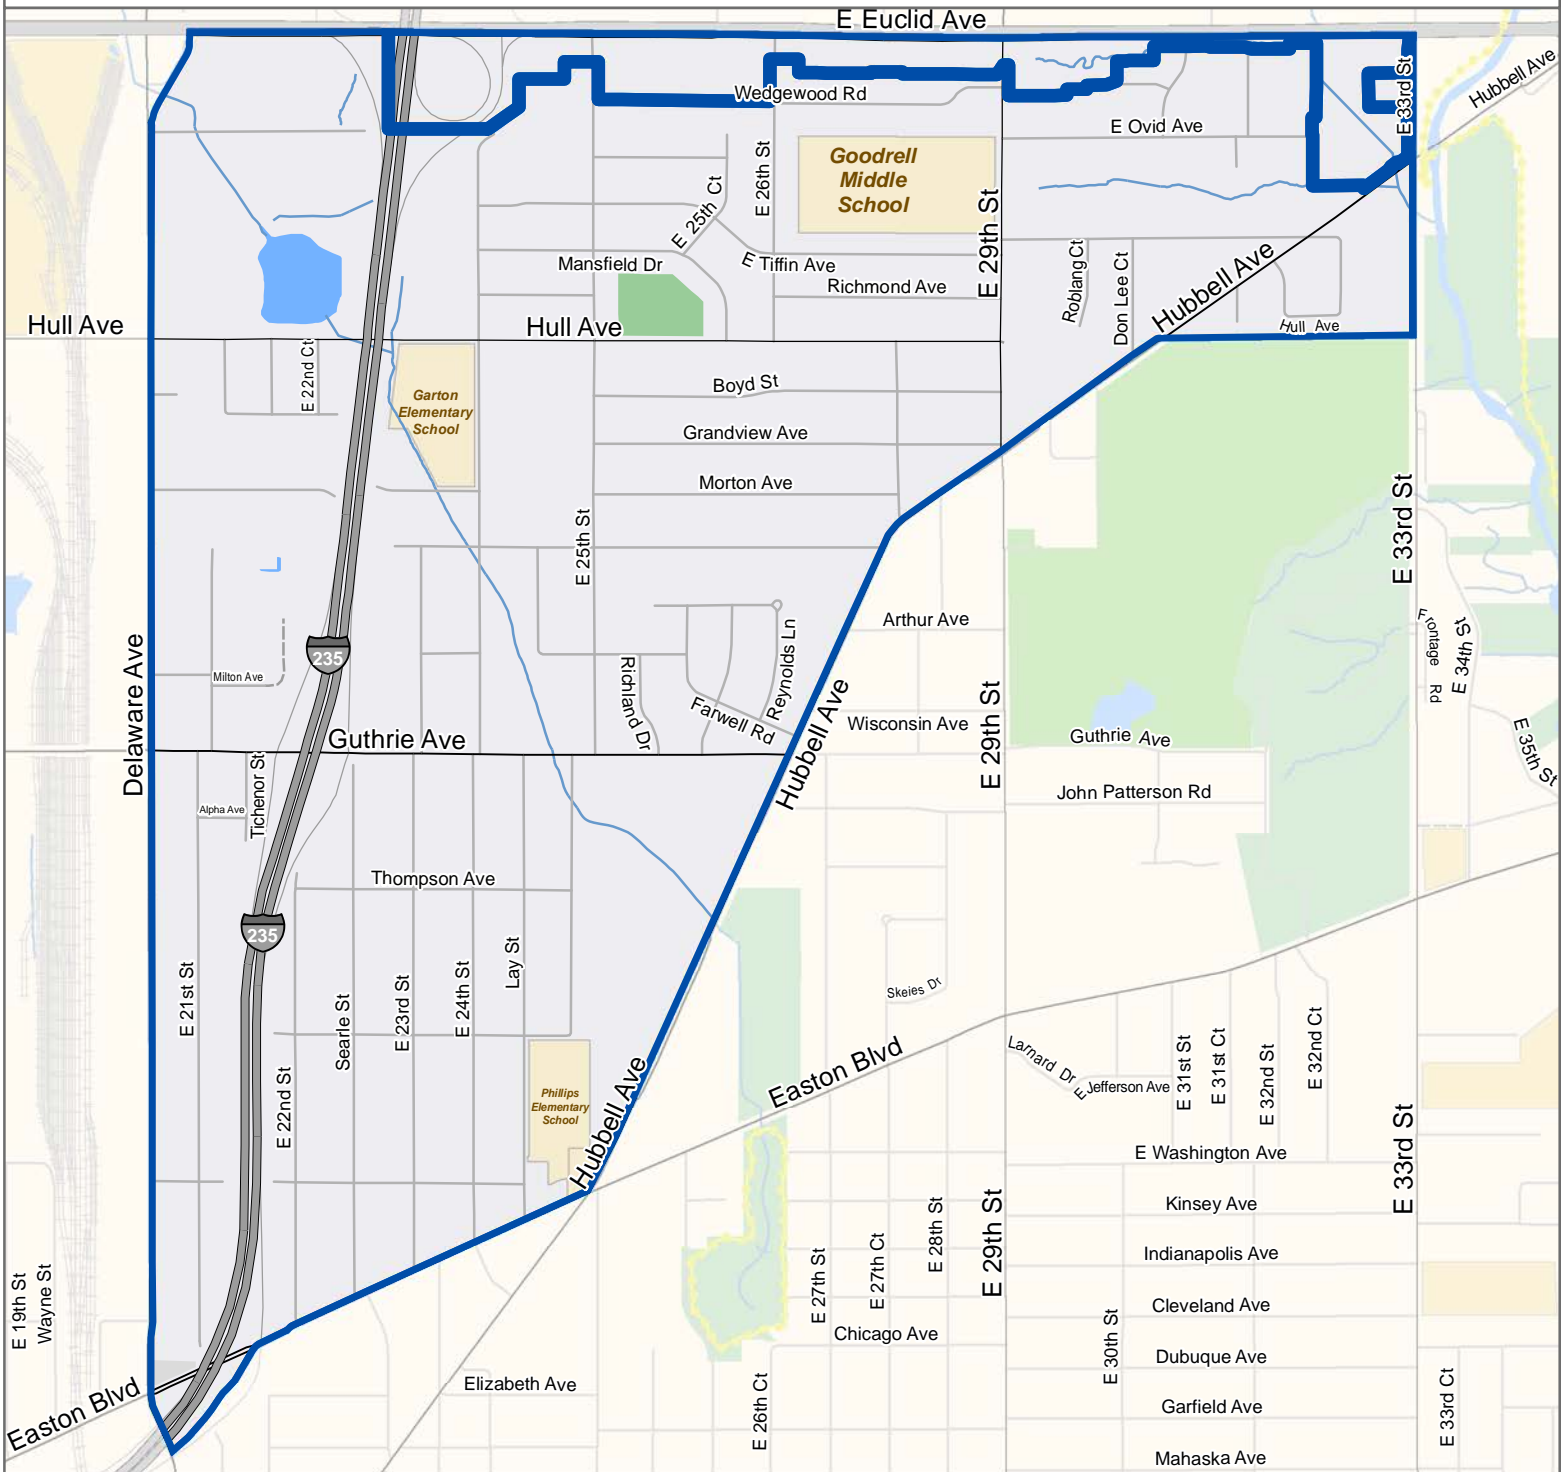 E Euclid Ave
Hubbell Ave
E 33rd St
Wedgewood Rd
E Ovid Ave
Goodrell
Middle
School
E 26th St
E 25th Ct
E 29th St
Mansfield Dr
E Tiffin Ave
Richmond Ave
Roblang Ct
Don Lee Ct
Hubbell Ave
Hull Ave
Hull Ave
Hull Ave
E 22nd Ct
Garton
Elementary
School
Boyd St
Grandview Ave
Morton Ave
E 25th St
E 33rd St
Arthur Ave
Frontage Rd
E 34th St
235
Milton Ave
Delaware Ave
Richland Dr
Reynolds Ln
Farwell Rd
Hubbell Ave
Wisconsin Ave
E 29th St
Guthrie Ave
Guthrie Ave
E 35th St
Tichenor St
Alpha Ave
John Patterson Rd
Thompson Ave
235
E 21st St
Searle St
E 23rd St
E 24th St
Lay St
Skeies Dr
E 22nd St
Easton Blvd
Larnard Dr
E Jefferson Ave
E 31st St
E 31st Ct
E 32nd St
E 32nd Ct
Phillips
Elementary
School
Hubbell Ave
E Washington Ave
E 33rd St
Kinsey Ave
E 29th St
E 28th St
E 27th Ct
E 27th St
Indianapolis Ave
E 19th St
Wayne St
Cleveland Ave
Chicago Ave
E 30th St
Dubuque Ave
Elizabeth Ave
E 26th Ct
Garfield Ave
E 33rd Ct
Easton Blvd
Mahaska Ave